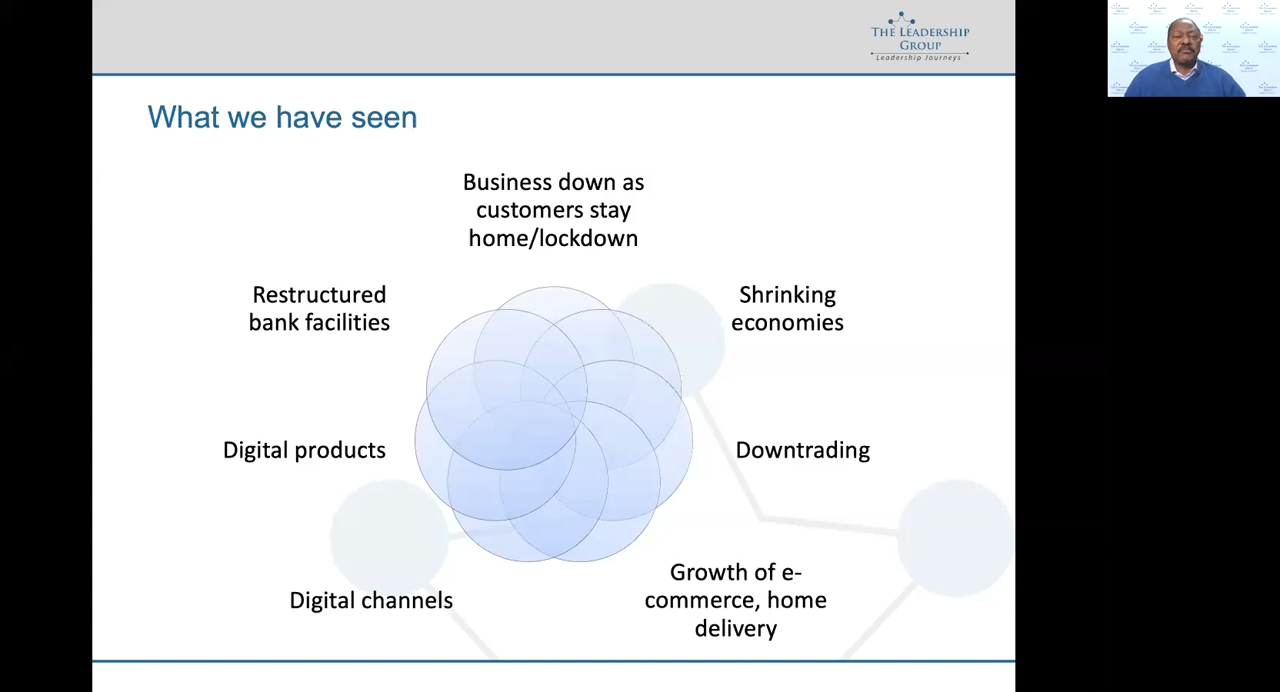 The Leadership
Group
Leadership Journeys
What we have seen
Business down as
customers stay
home/lockdown
Restructured
bank facilities
Shrinking
economies
Digital products
Downtrading
Digital channels
Growth of e-
commerce, home
delivery